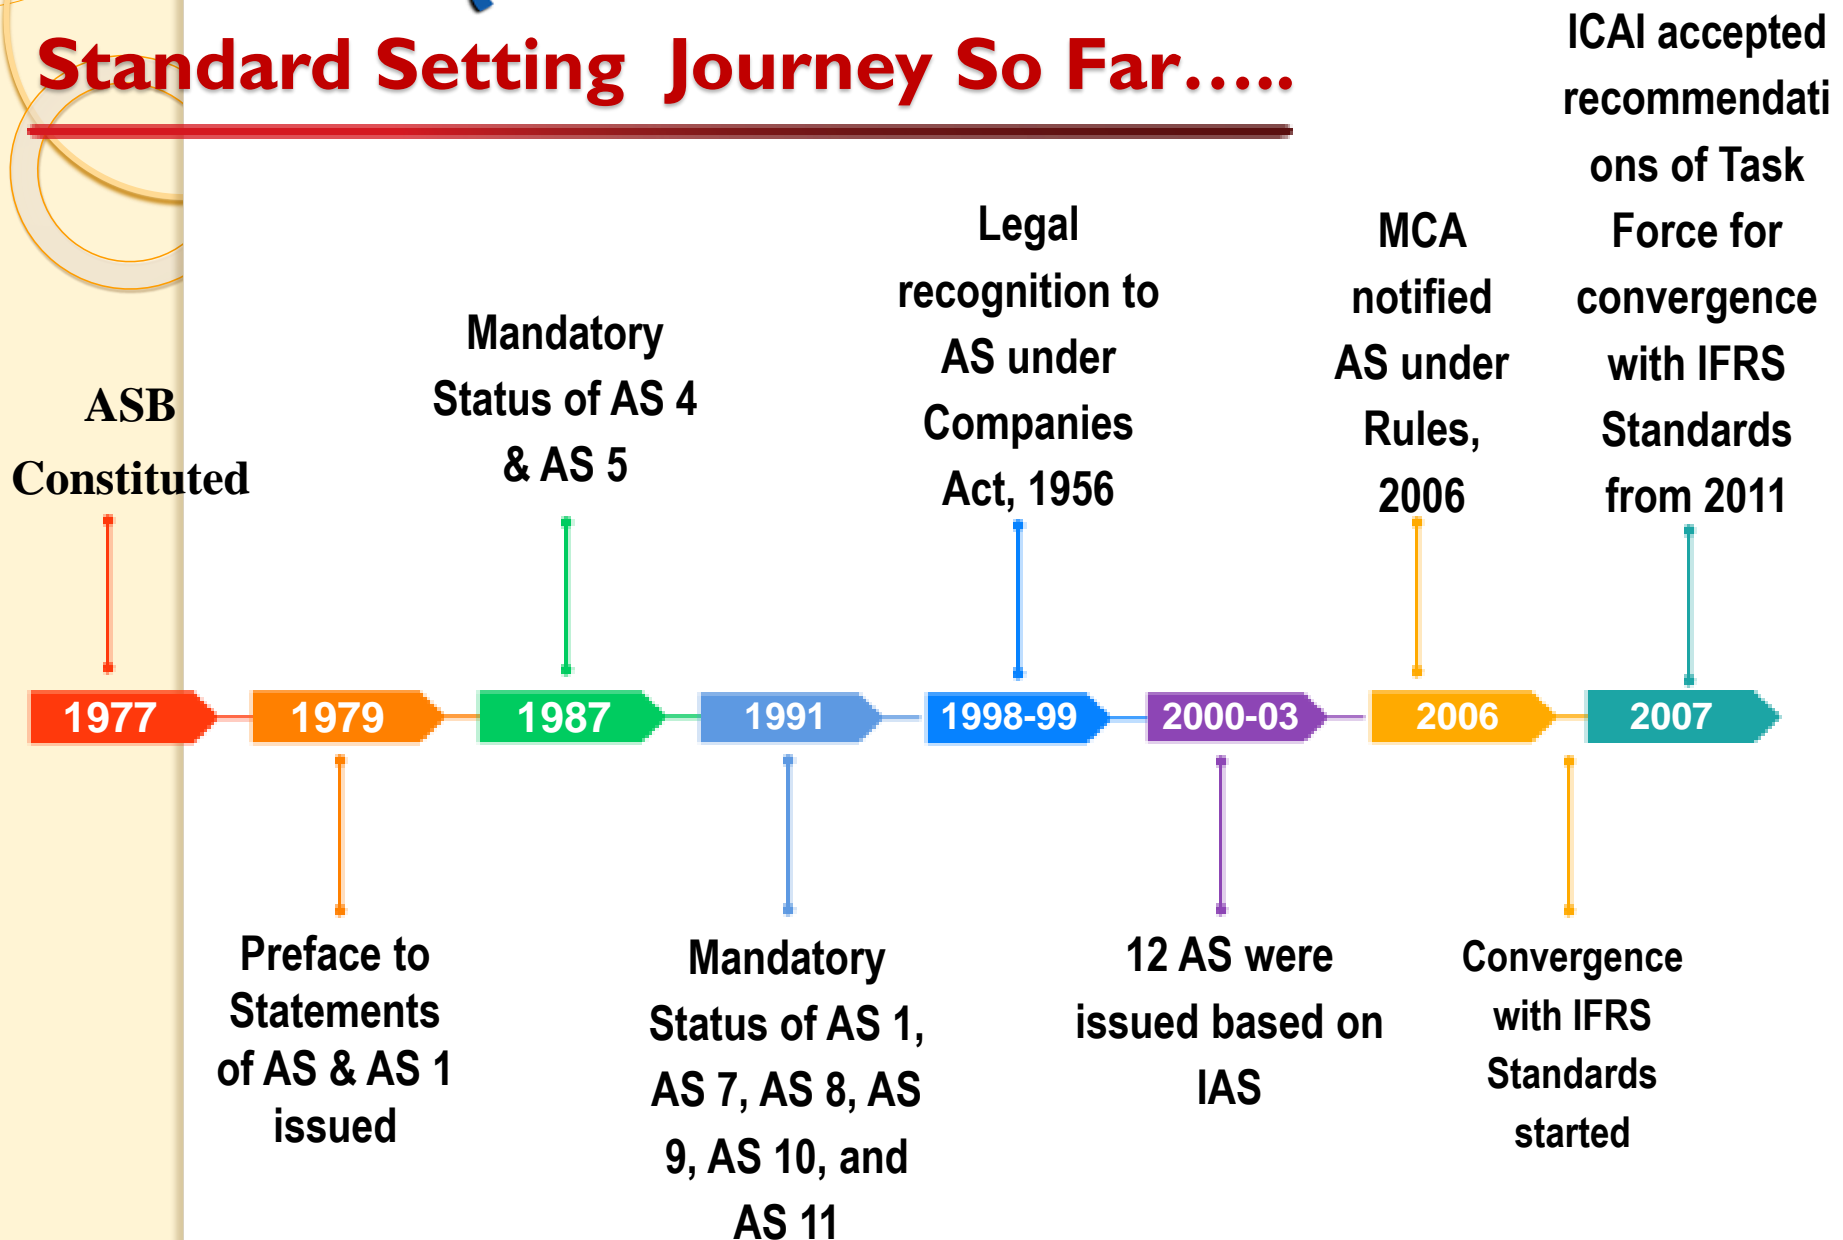 Standard Setting Journey So Far.....
ICAI accepted
recommendati
ons of Task
Force for
convergence
with IFRS
Standards
from 2011
Legal
recognition to
AS under
Companies
Act, 1956
MCA
notified
AS under
Rules,
2006
Mandatory
Status of AS 4
& AS 5
ASB
Constituted
1977
1979
1987
1991
1998-99
2000-03
2006
2007
Preface to
Statements
of AS & AS 1
issued
Mandatory
Status of AS 1,
AS 7, AS 8, AS
9, AS 10, and
AS 11
12 AS were
issued based on
IAS
Convergence
with IFRS
Standards
started